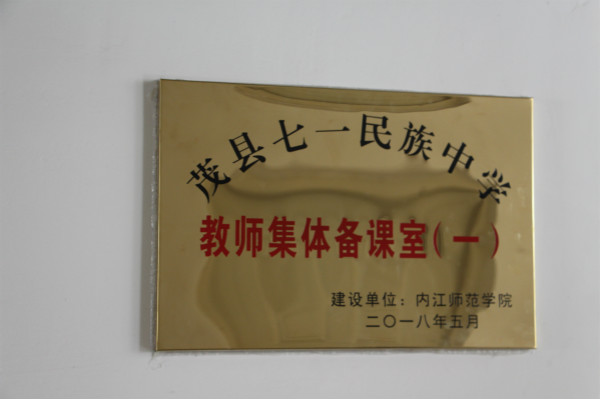 茂县七一民族中学
教师集体备课室(一)
建设单位：内江师范学院
二〇一八年五月